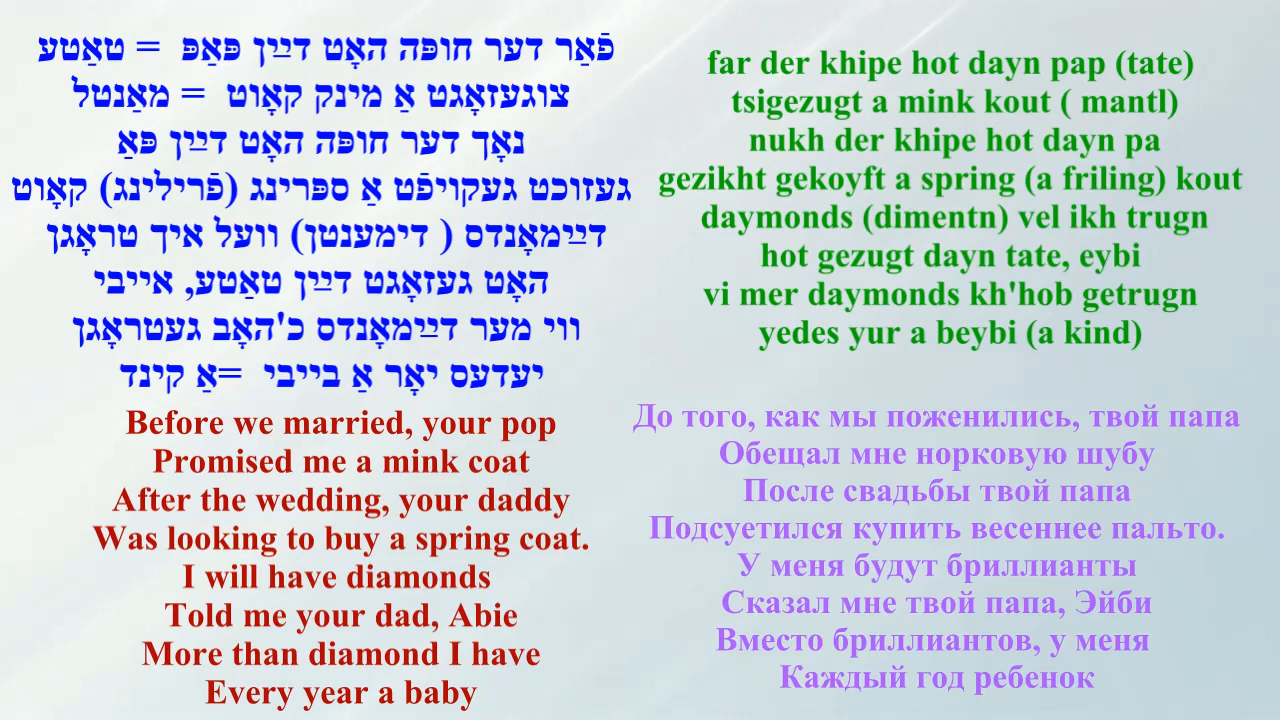 פֿאַר דער חופּה האָט דײַן פּאַפּ = טאַטע
צוגעזאָגט אַ מינק קאָוט = מאַנטל
נאָך דער חופּה האָט דײַן פּאַ
געזוכט געקויפֿט אַ ספּרינג (פֿרילינג) קאָוט
דײַמאָנדס ( דימענטן) וועל איך טראָגן
האָט געזאָגט דײַן טאַטע, אייבי
ווי מער דײַמאָנדס כ'האָב געטראָגן
יעדעס יאָר אַ בייבי =אַ קינד
far der khipe hot dayn pap (tate)
tsigezugt a mink kout ( mantl)
nukh der khipe hot dayn pa
gezikht gekoyft a spring (a friling) kout
daymonds (dimentn) vel ikh trugn
hot gezugt dayn tate, eybi
vi mer daymonds kh'hob getrugn
yedes yur a beybi (a kind)
Before we married, your pop
Promised me a mink coat
After the wedding, your daddy
Was looking to buy a spring coat.
I will have diamonds
Told me your dad, Abie
More than diamond I have
Every year a baby
До того, как мы поженились, твой папа
Обещал мне норковую шубу
После свадьбы твой папа
Подсуетился купить весеннее пальто.
У меня будут бриллианты
Сказал мне твой папа, Эйби
Вместо бриллиантов, у меня
Каждый год ребенок